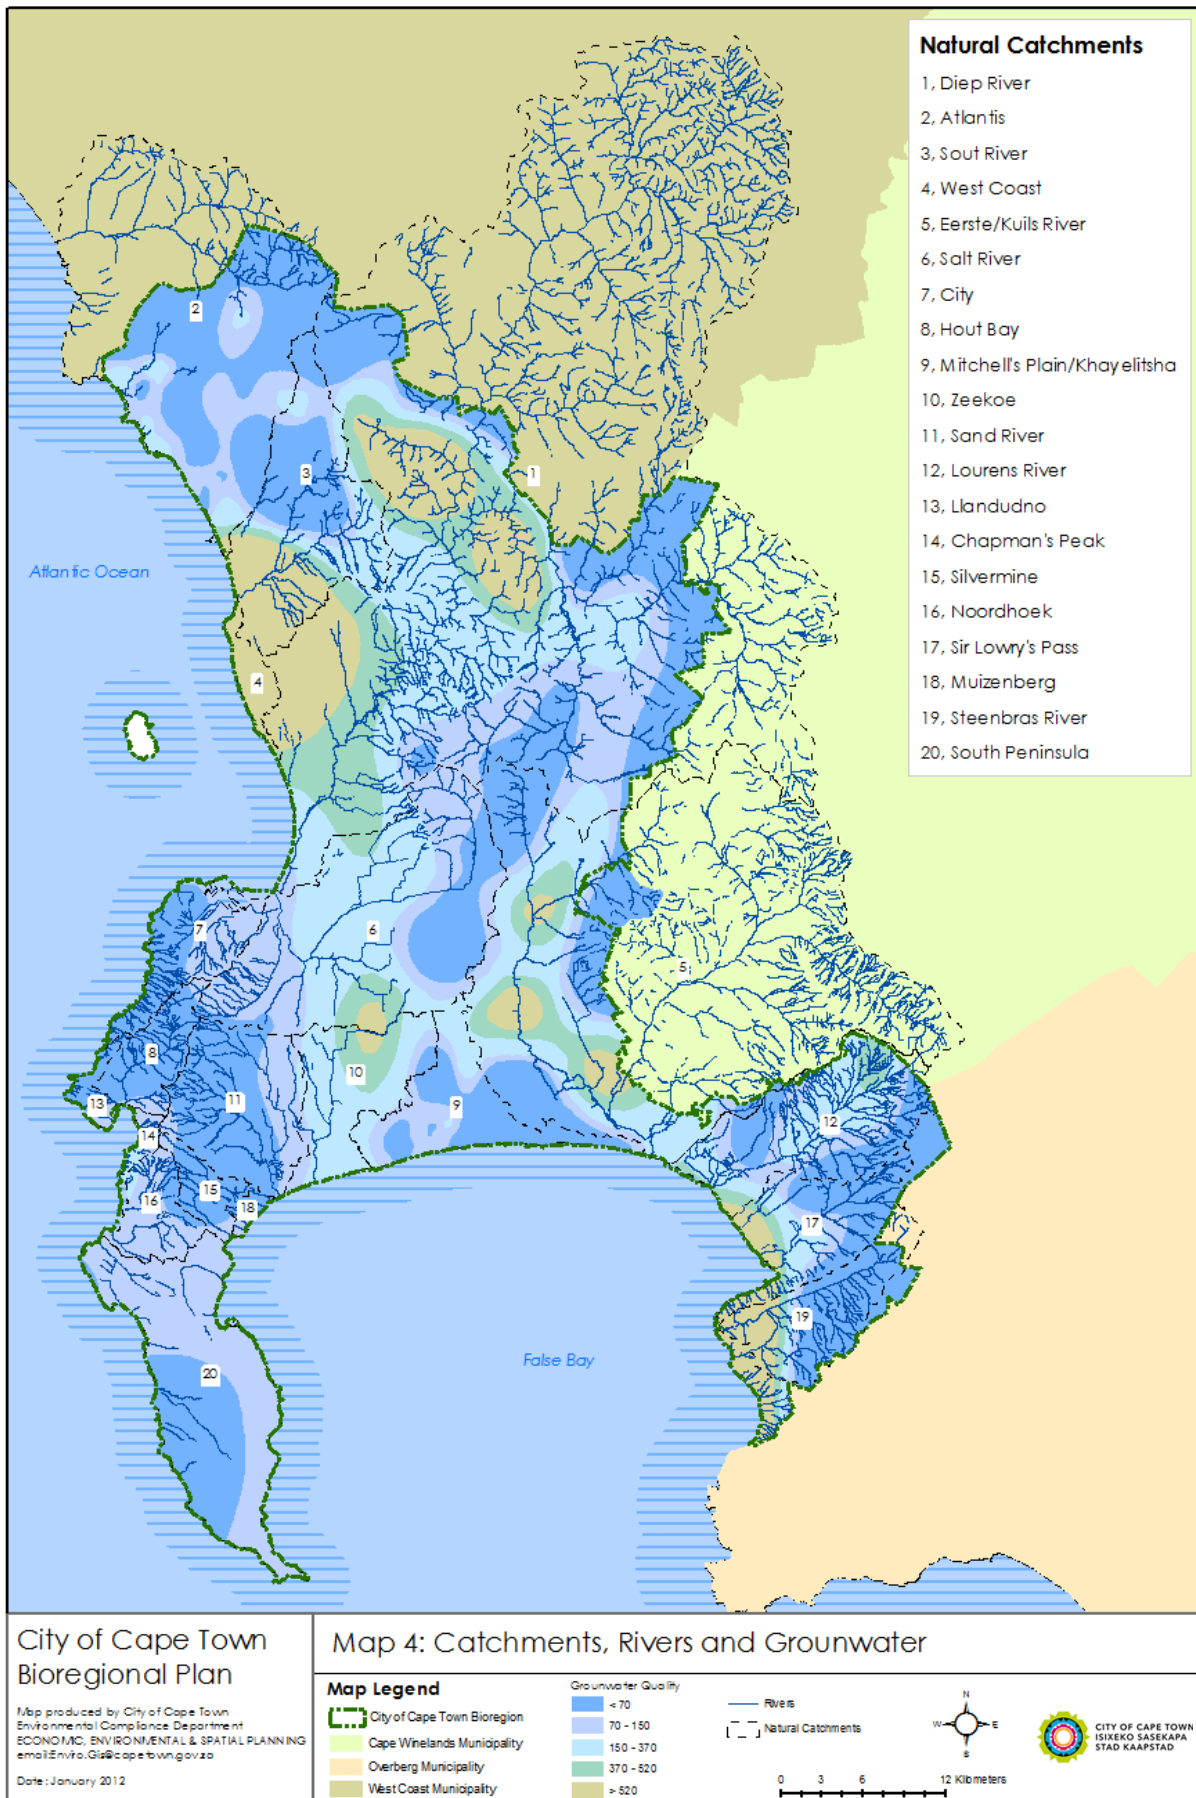 Natural Catchments
1, Diep River
2, Atlantis
3, Sout River
4, West Coast
5, Eerste/Kuils River
6, Salt River
7, City
8, Hout Bay
9, Mitchell's Plain/Khayelitsha
10, Zeekoe
11, Sand River
12, Lourens River
13, Llandudno
14, Chapman's Peak
15, Silvermine
16, Noordhoek
17, Sir Lowry's Pass
18, Muizenberg
19, Steenbras River
20, South Peninsula
2
3
1
Atlantic Ocean
4
7
6
5
8
10
11
13
9
12
14
15
16
18
17
19
False Bay
20
City of Cape Town
Bioregional Plan
Map produced by City of Cape Town
Environmental Compliance Department
ECONOMIC, ENVIRONMENTAL & SPATIAL PLANNING
email:Enviro.Gis@capetown.gov.za
Date: January 2012
Map 4: Catchments, Rivers and Grounwater
Map Legend
City of Cape Town Bioregion
Cape Winelands Municipality
Overberg Municipality
West Coast Municipality
Groundwater Quality
< 70
70 - 150
150 - 370
370 - 520
> 520
Rivers
Natural Catchments
N
W
E
S
0 3 6 12 Kilometers
CITY OF CAPE TOWN
ISIXEKO SASEKAPA
STAD KAAPSTAD